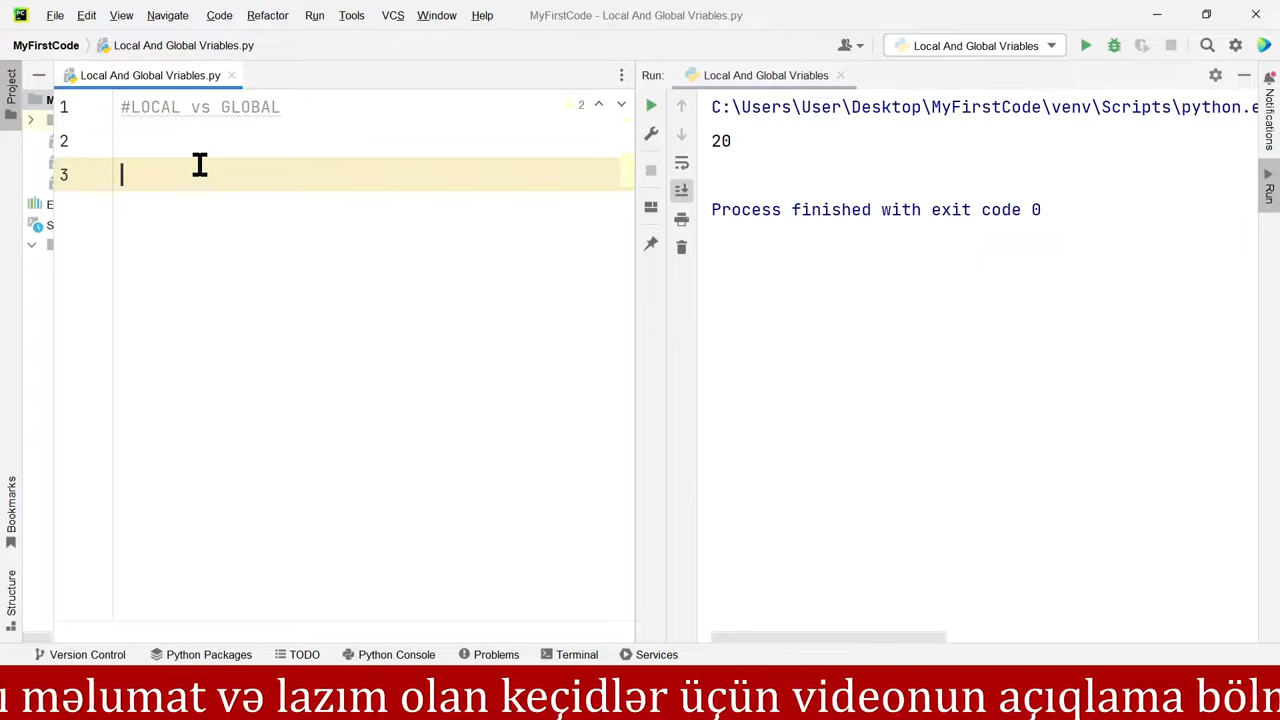 File Edit View Navigate Code Refactor Run Tools VCS Window Help MyFirstCode - Local And Global Vriables.py
MyFirstCode Local And Global Vriables.py Local And Global Vriables
Project
Local And Global Vriables.py
Run: Local And Global Vriables
Notifications
1 #LOCAL vs GLOBAL
2
3
2
C:\Users\User\Desktop\MyFirstCode\venv\Scripts\python.e
20
Process finished with exit code 0
Run
Bookmarks
Structure
Version Control Python Packages TODO Python Console Problems Terminal Services
məlumat və lazım olan keçidlər üçün videonun açıqlama böln